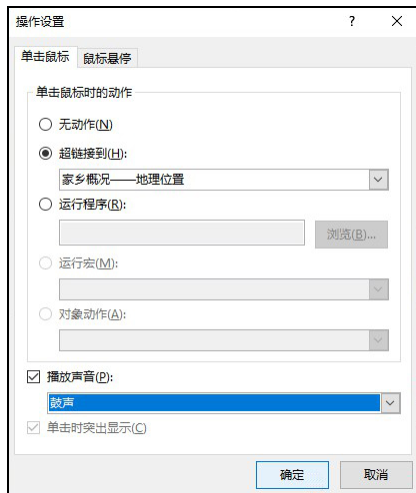 操作设置 ? ×
单击鼠标 鼠标悬停
单击鼠标时的动作
无动作(N)
超链接到(H):
家乡概况——地理位置
运行程序(R):
浏览(B)...
运行宏(M):
对象动作(A):
播放声音(P):
鼓声
单击时突出显示(C)
确定 取消